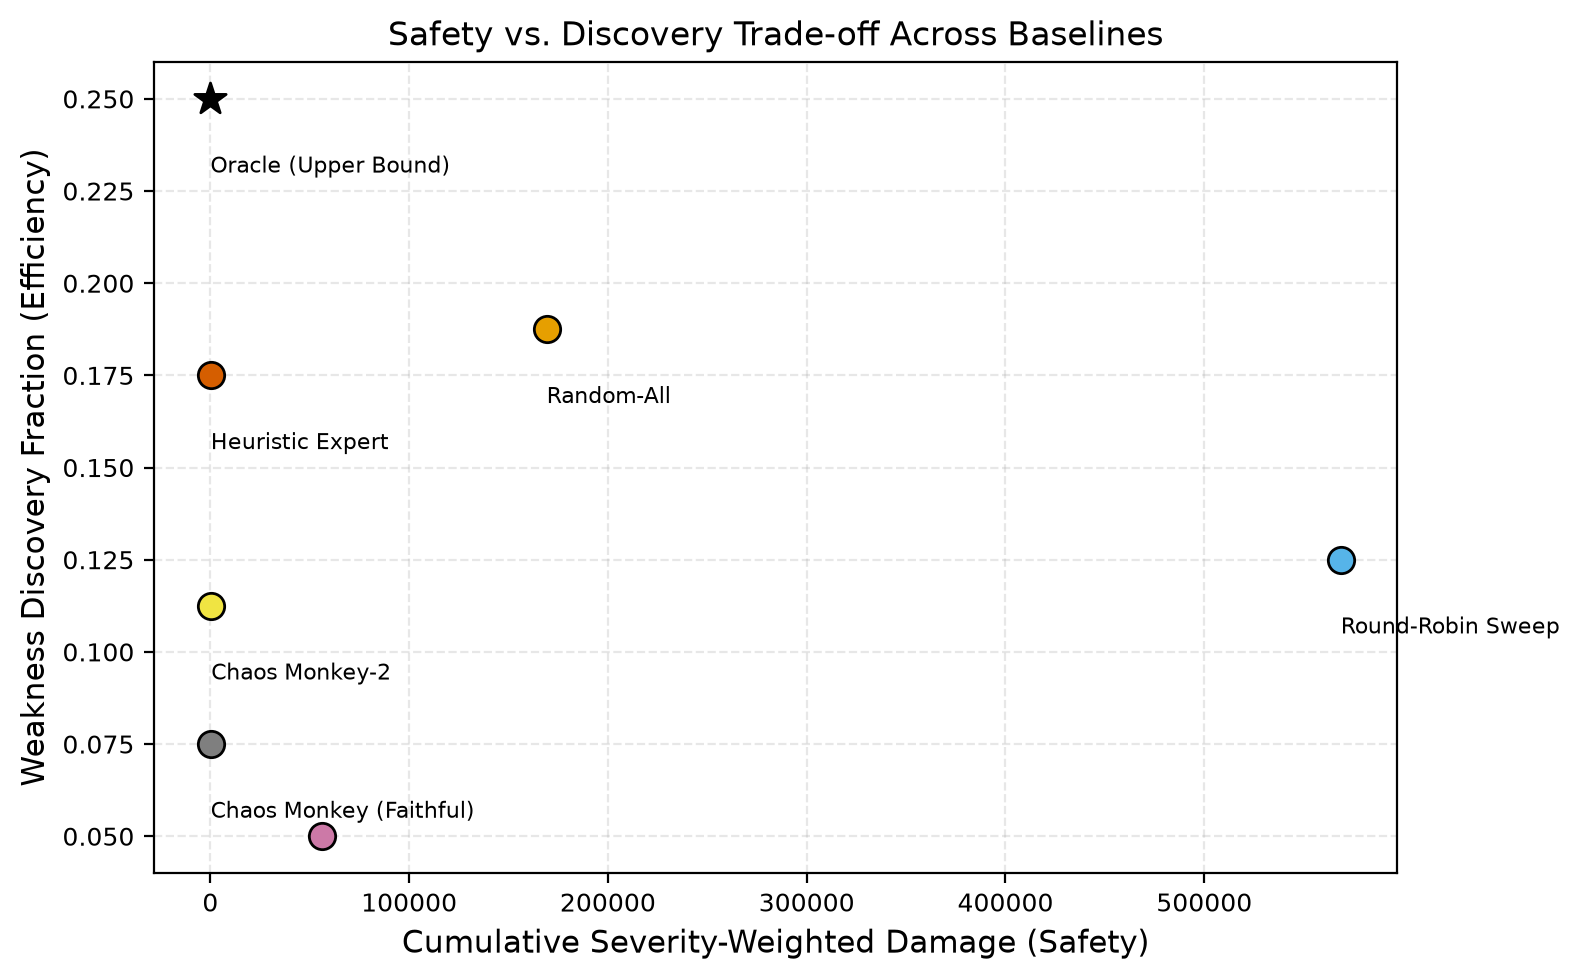 Safety vs. Discovery Trade-off Across Baselines
Weakness Discovery Fraction (Efficiency)
0.250
0.225
0.200
0.175
0.150
0.125
0.100
0.075
0.050
Oracle (Upper Bound)
Random-All
Heuristic Expert
Round-Robin Sweep
Chaos Monkey-2
Chaos Monkey (Faithful)
0
100000
200000
300000
400000
500000
Cumulative Severity-Weighted Damage (Safety)